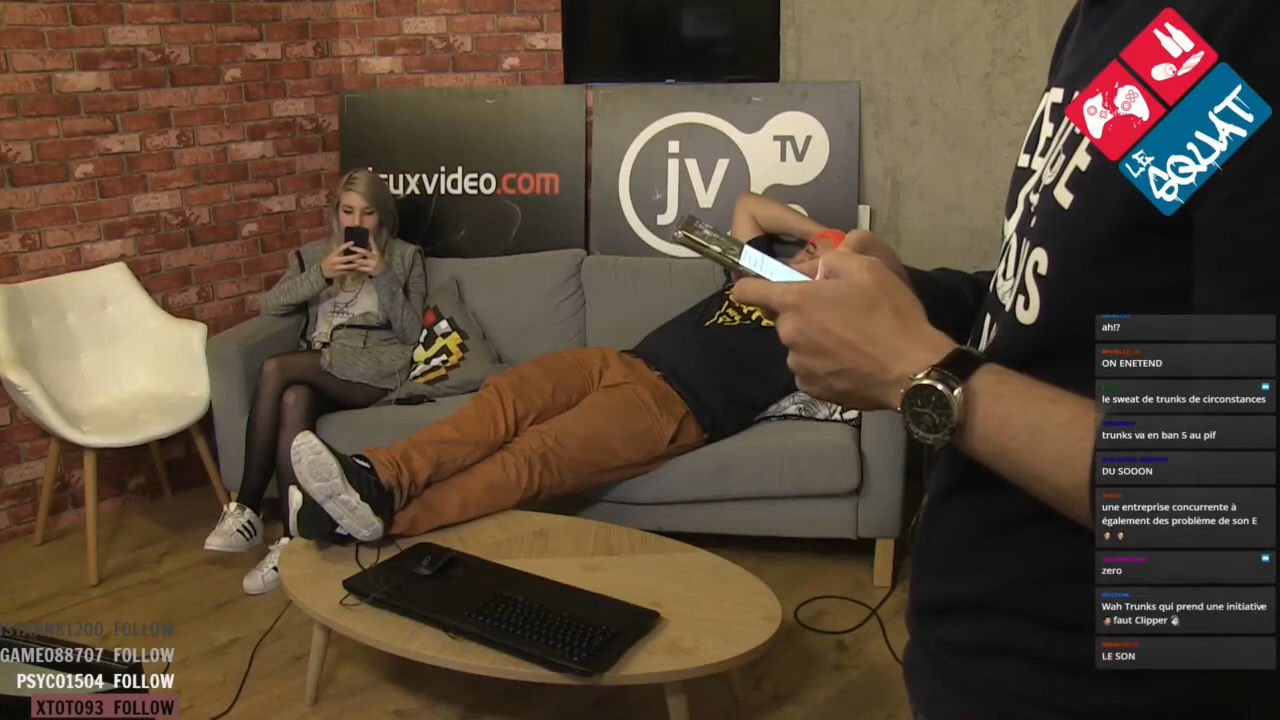 jeuxvideo.com
jv
TV
LE
SQUAT
ah!?
ON ENETEND
le sweat de trunks de circonstances
trunks va en ban 5 au pif
DU SOOON
une entreprise concurrente à
également des problème de son E
zero
Wah Trunks qui prend une initiative
faut Clipper
LE SON
FOLLOW
GAMEO88707 FOLLOW
PSYC01504 FOLLOW
XTOTO93 FOLLOW